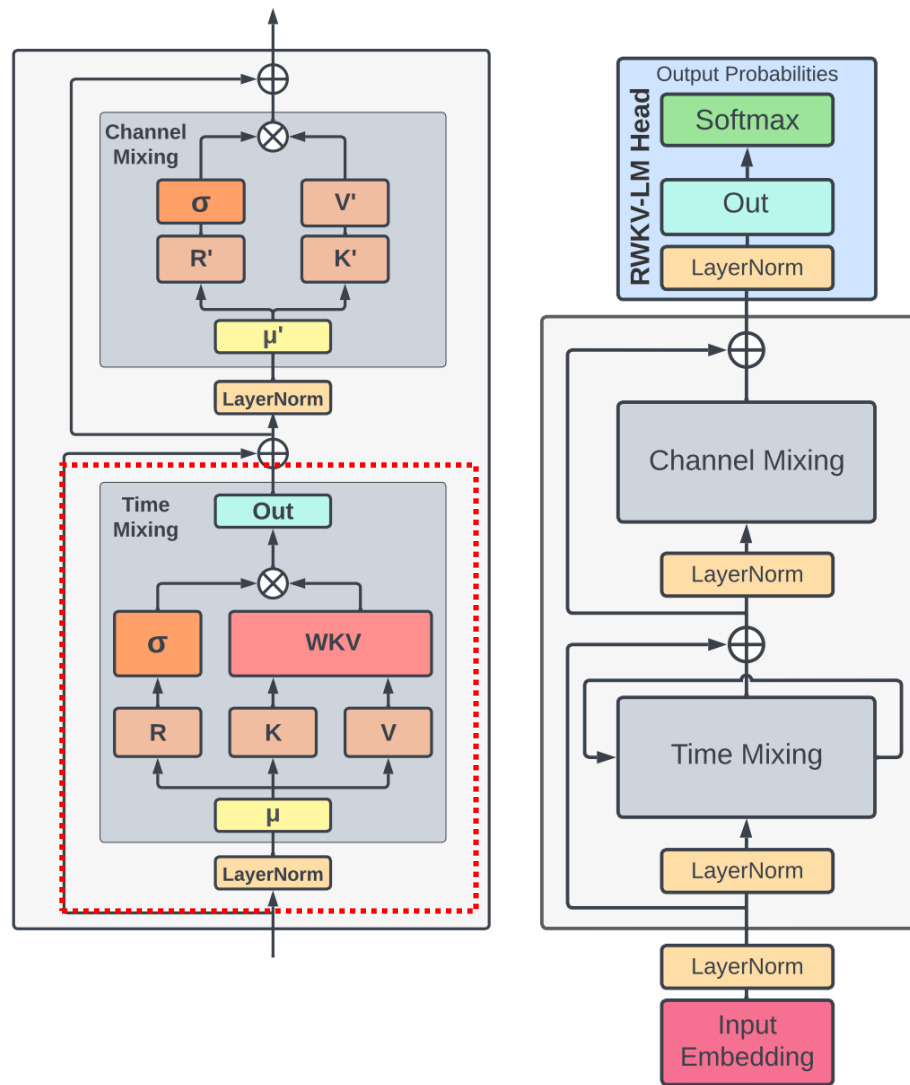 Channel
Mixing
σ
V'
R'
K'
μ'
LayerNorm
Time
Mixing
Out
σ
WKV
R
K
V
μ
LayerNorm
RWKV-LM Head
Output Probabilities
Softmax
Out
LayerNorm
Channel Mixing
LayerNorm
Time Mixing
LayerNorm
LayerNorm
Input
Embedding